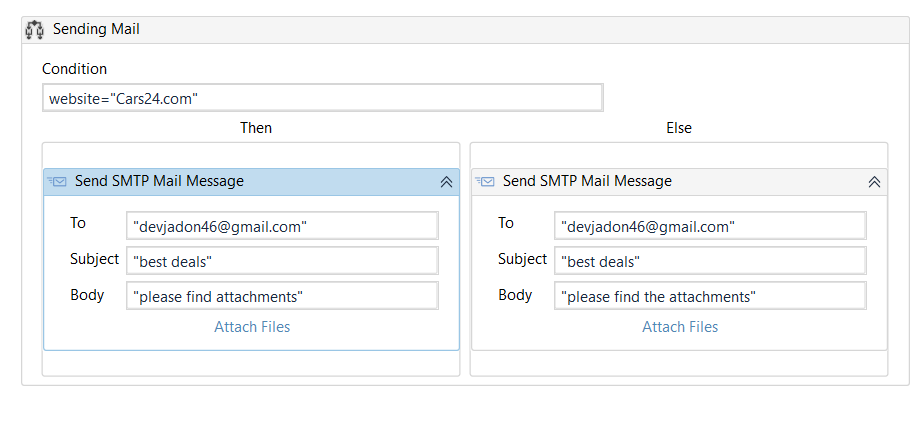 Sending Mail
Condition
website="Cars24.com"
Then
Else
Send SMTP Mail Message
To "devjadon46@gmail.com"
Subject "best deals"
Body "please find attachments"
Attach Files
Send SMTP Mail Message
To "devjadon46@gmail.com"
Subject "best deals"
Body "please find the attachments"
Attach Files